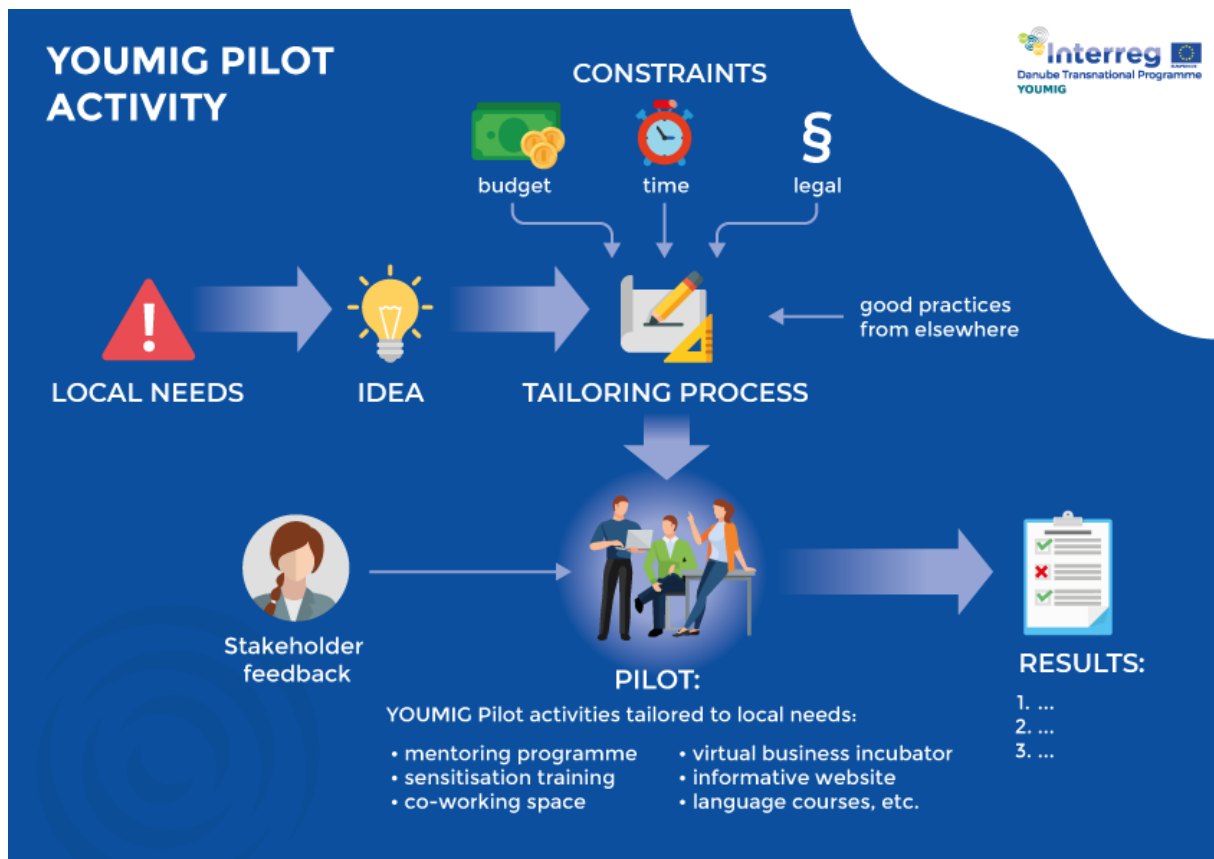 YOUMIG PILOT
ACTIVITY
Interreg
Danube Transnational Programme
YOUMIG
CONSTRAINTS
budget
time
§
legal
good practices
from elsewhere
LOCAL NEEDS
IDEA
TAILORING PROCESS
Stakeholder
feedback
PILOT:
YOUMIG Pilot activities tailored to local needs:
• mentoring programme
• sensitisation training
• co-working space
• virtual business incubator
• informative website
• language courses, etc.
RESULTS:
1. ...
2. ...
3. ...